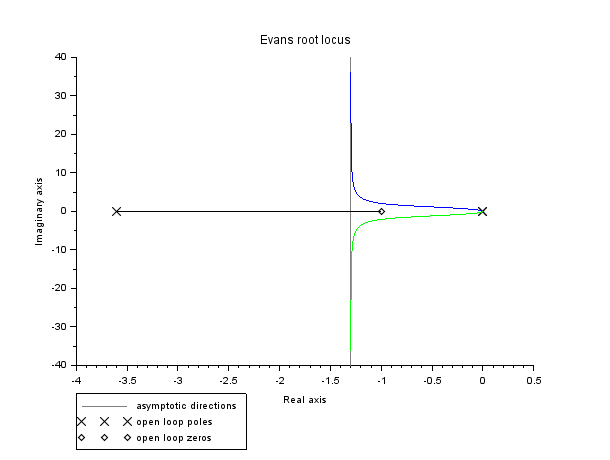 Evans root locus
40
30
20
10
0
-10
-20
-30
-40
Imaginary axis
-4 -3.5 -3 -2.5 -2 -1.5 -1 -0.5 0 0.5
Real axis
asymptotic directions
open loop poles
open loop zeros